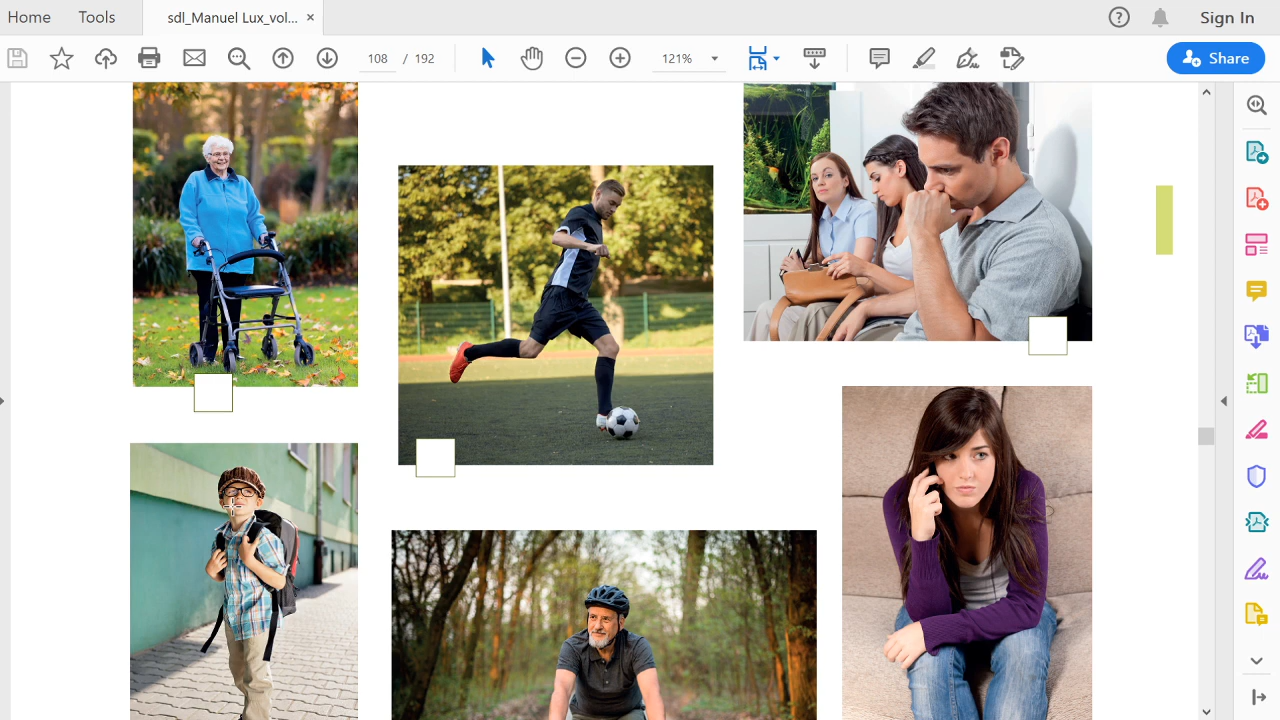 Home Tools sdl_Manuel Lux_vol... × Sign In
108 / 192 121% Share